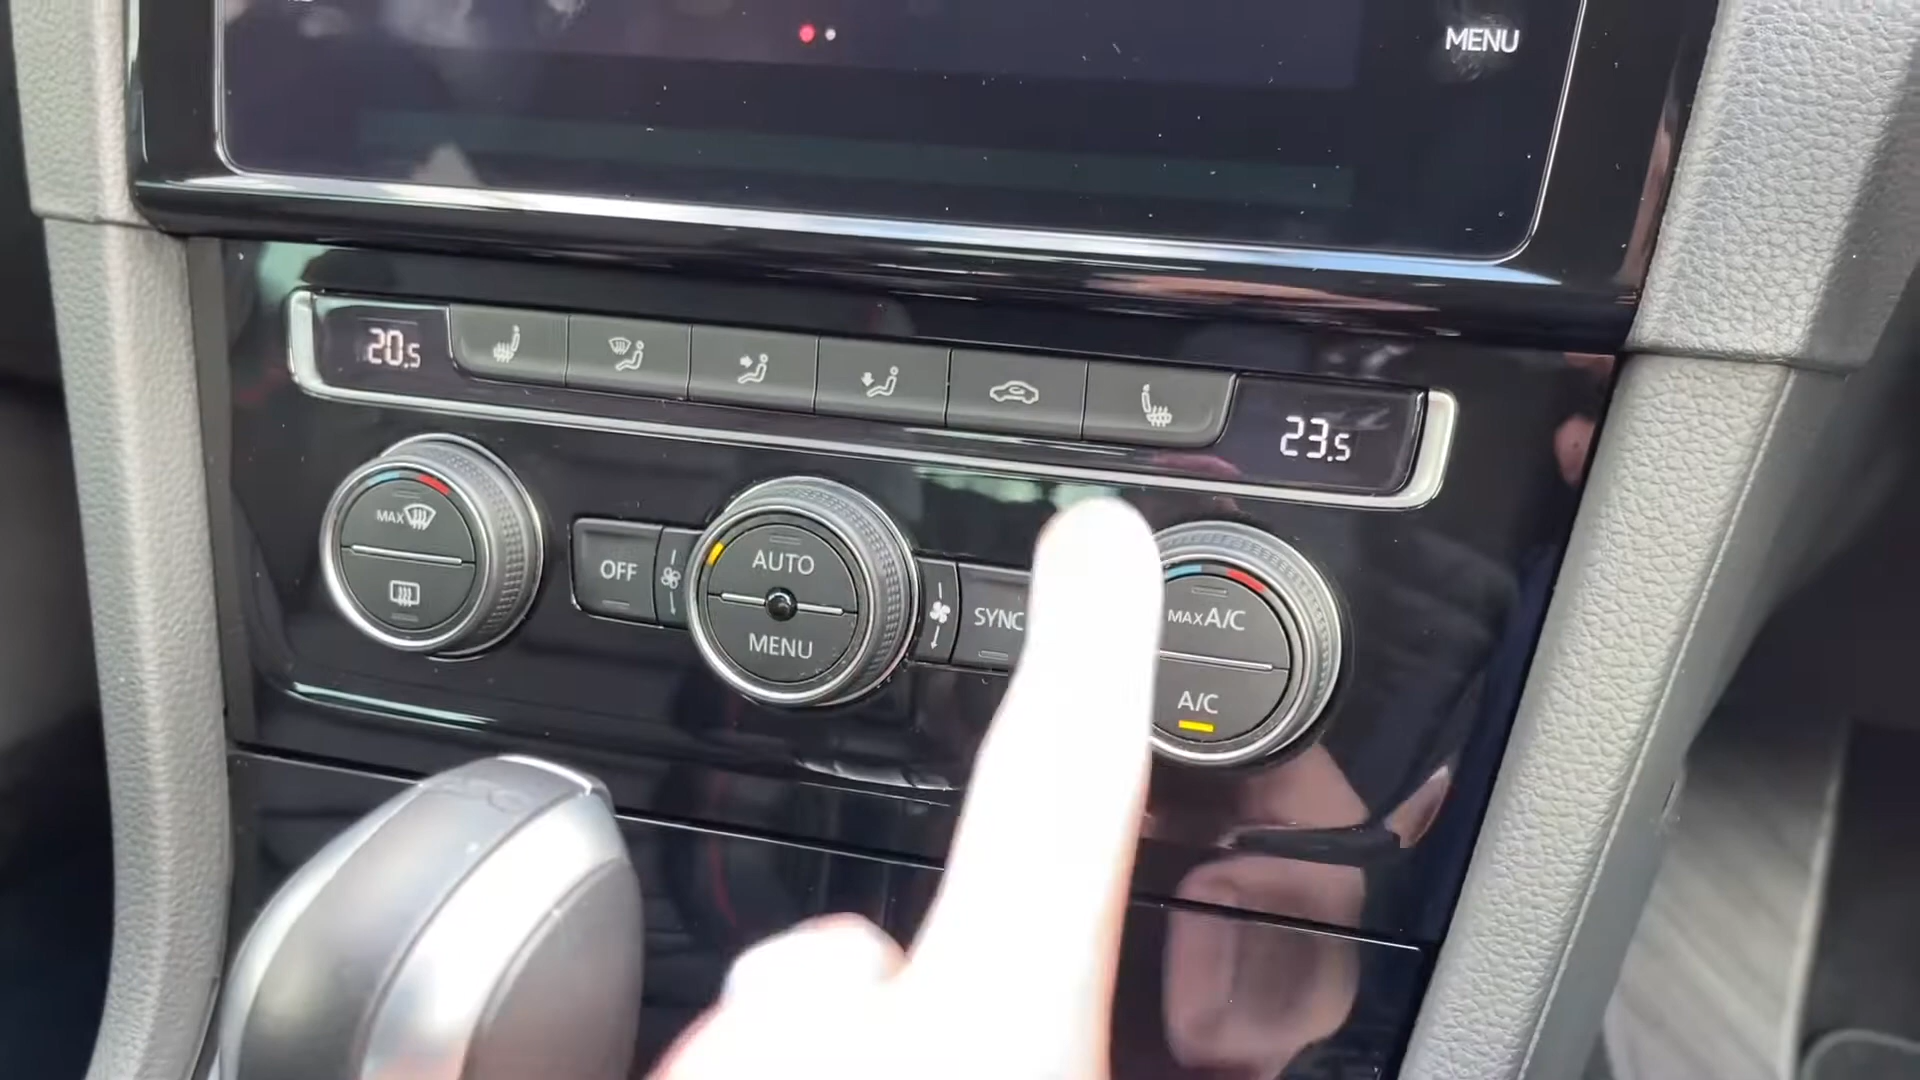 MENU
20.5
23.5
MAX
OFF
AUTO
MENU
SYNC
MAX A/C
A/C